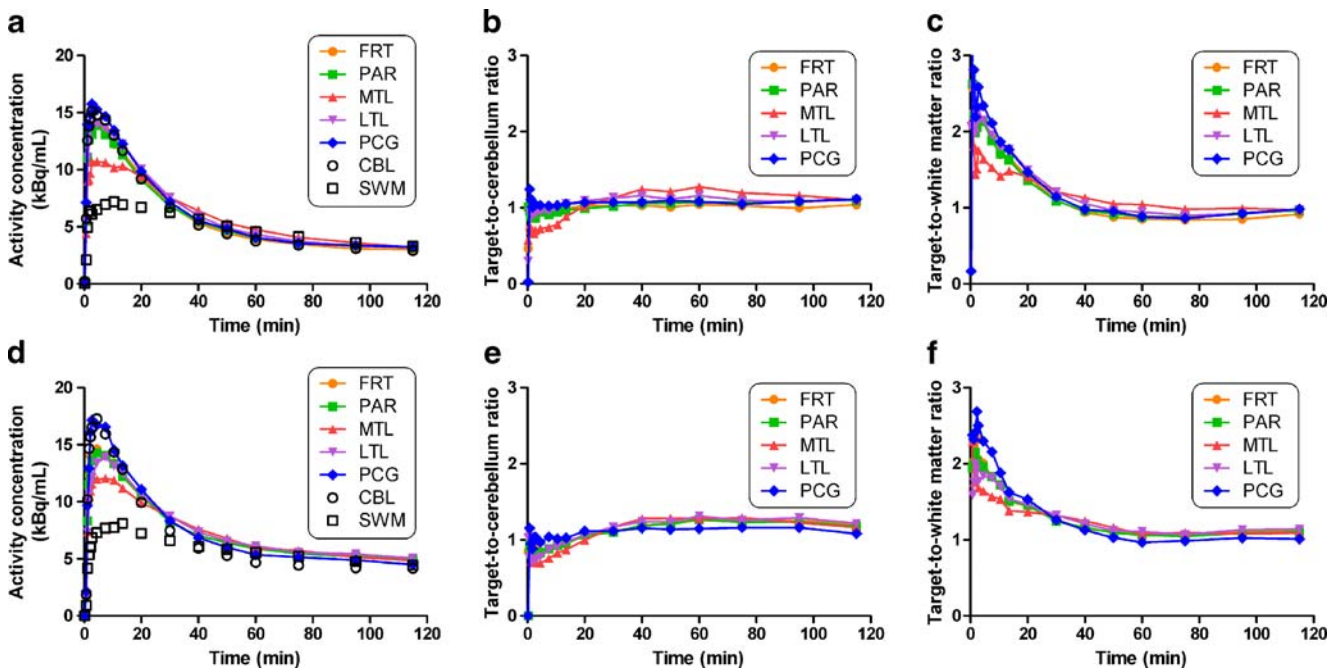 a
Activity concentration
(kBq/mL)
20
15
10
5
0
0 20 40 60 80 100 120
Time (min)
FRT
PAR
MTL
LTL
PCG
CBL
SWM
b
Target-to-cerebellum ratio
3
2
1
0
0 20 40 60 80 100 120
Time (min)
FRT
PAR
MTL
LTL
PCG
c
Target-to-white matter ratio
3
2
1
0
0 20 40 60 80 100 120
Time (min)
FRT
PAR
MTL
LTL
PCG
d
Activity concentration
(kBq/mL)
20
15
10
5
0
0 20 40 60 80 100 120
Time (min)
FRT
PAR
MTL
LTL
PCG
CBL
SWM
e
Target-to-cerebellum ratio
3
2
1
0
0 20 40 60 80 100 120
Time (min)
FRT
PAR
MTL
LTL
PCG
f
Target-to-white matter ratio
3
2
1
0
0 20 40 60 80 100 120
Time (min)
FRT
PAR
MTL
LTL
PCG